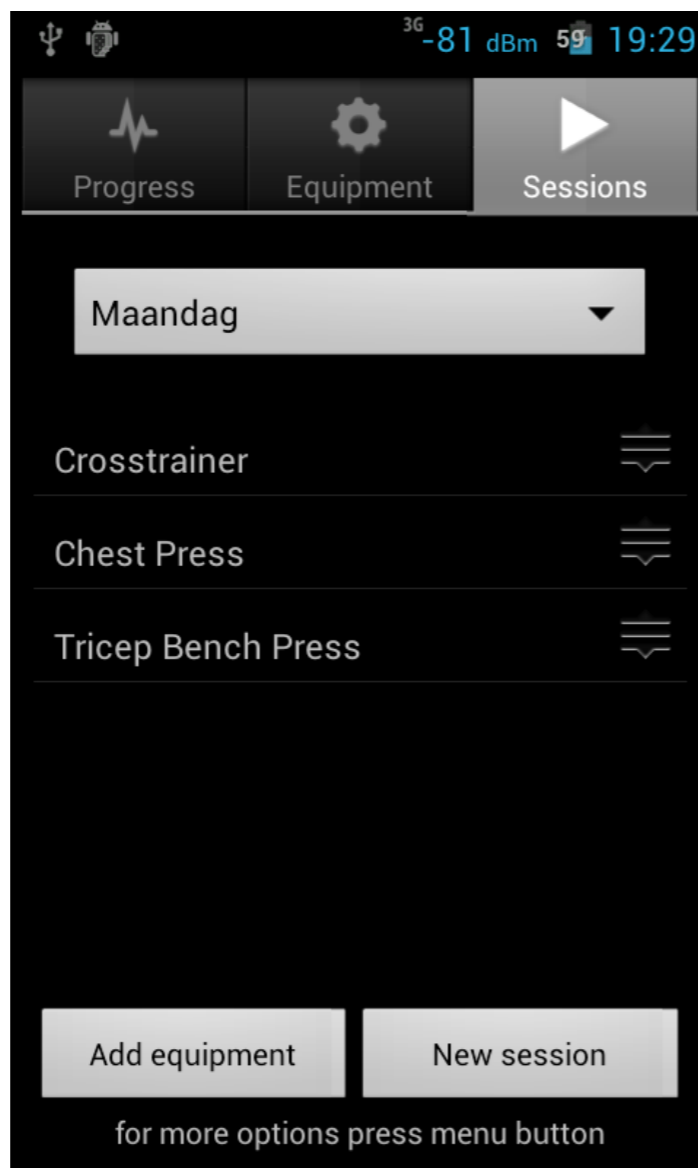 3G -81 dBm 59 19:29
Progress Equipment Sessions
Maandag
Crosstrainer
Chest Press
Tricep Bench Press
Add equipment New session
for more options press menu button